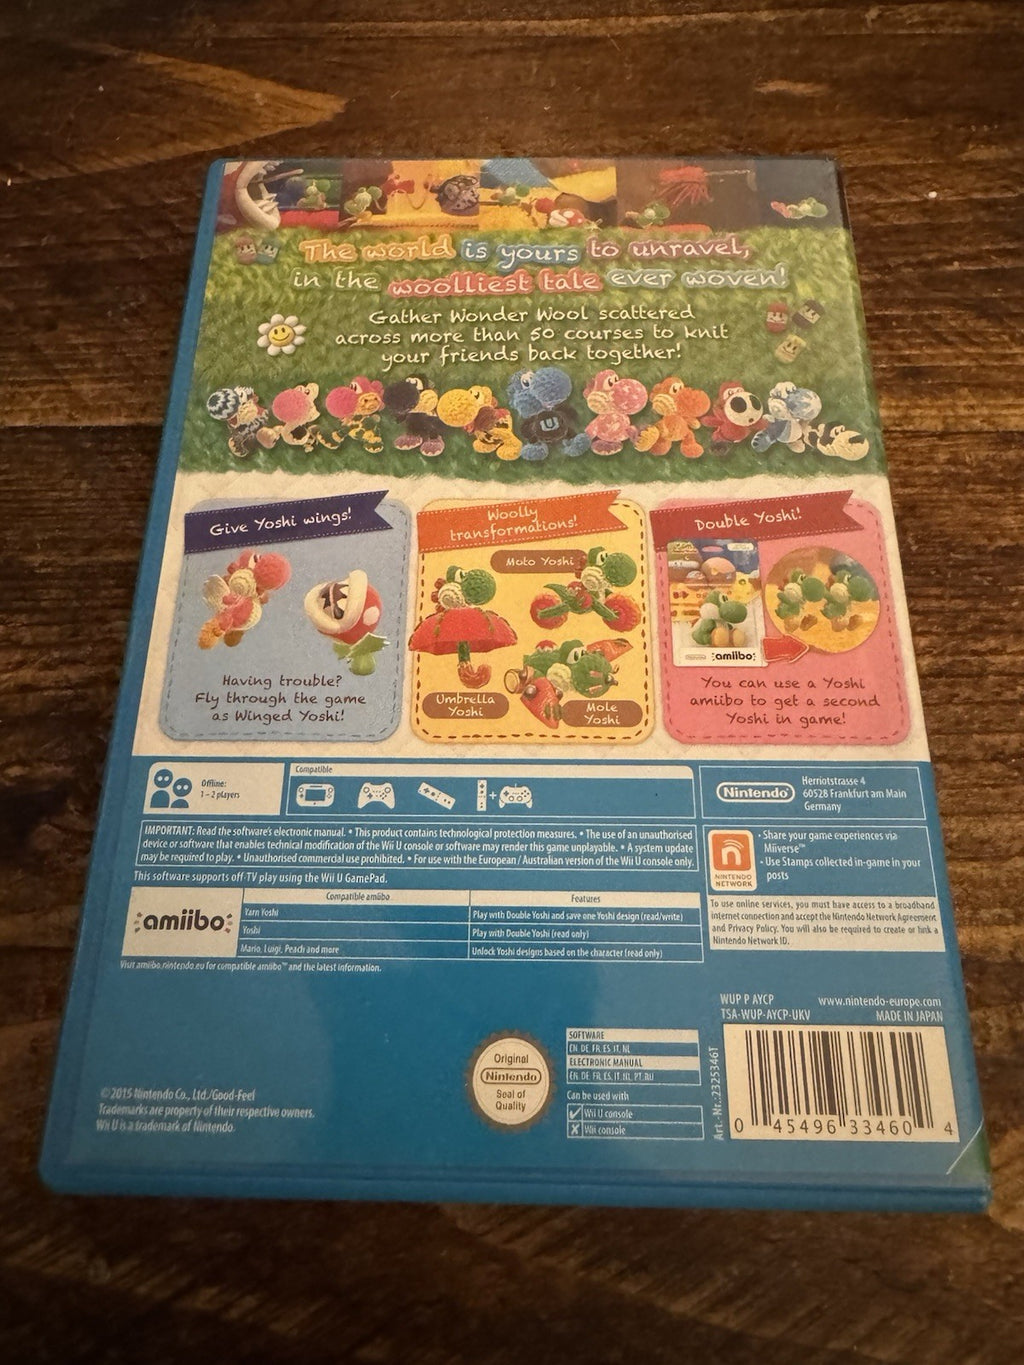 The world is yours to unravel,
in the woolliest tale ever woven!
Gather Wonder Wool scattered
across more than 50 courses to knit
your friends back together!
Give Yoshi wings!
Having trouble?
Fly through the game
as Winged Yoshi!
Woolly
transformations!
Moto Yoshi
Umbrella
Yoshi
Mole
Yoshi
Double Yoshi!
amiibo
You can use a Yoshi
amiibo to get a second
Yoshi in game!
Offline:
1 – 2 players
Compatible
Nintendo
Herriotstrasse 4
60528 Frankfurt am Main
Germany
IMPORTANT: Read the software's electronic manual. • This product contains technological protection measures. • The use of an unauthorised
device or software that enables technical modification of the Wii U console or software may render this game unplayable. • A system update
may be required to play. • Unauthorised commercial use prohibited. • For use with the European / Australian version of the Wii U console only.
This software supports off-TV play using the Wii U GamePad.
NINTENDO
NETWORK
• Share your game experiences via
Miiverse™
• Use Stamps collected in-game in your
posts
To use online services, you must have access to a broadband
internet connection and accept the Nintendo Network Agreement
and Privacy Policy. You will also be required to create or link a
Nintendo Network ID.
amiibo
Compatible amiibo Features
Yarn Yoshi Play with Double Yoshi and save one Yoshi design (read/write)
Yoshi Play with Double Yoshi (read only)
Mario, Luigi, Peach and more Unlock Yoshi designs based on the character (read only)
Visit amiibo.nintendo.eu for compatible amiibo™ and the latest information.
WUP P AYCP www.nintendo-europe.com
TSA-WUP-AYCP-UKV MADE IN JAPAN
©2015 Nintendo Co., Ltd./Good-Feel
Trademarks are property of their respective owners.
Wii U is a trademark of Nintendo.
Original
Nintendo
Seal of
Quality
SOFTWARE
EN, DE, FR, ES, IT, NL
ELECTRONIC MANUAL
EN, DE, FR, ES, IT, NL, PT, RU
Can be used with
Wii U console
Wii console
Art.-Nr.:2325346T
0 45496 33460 4